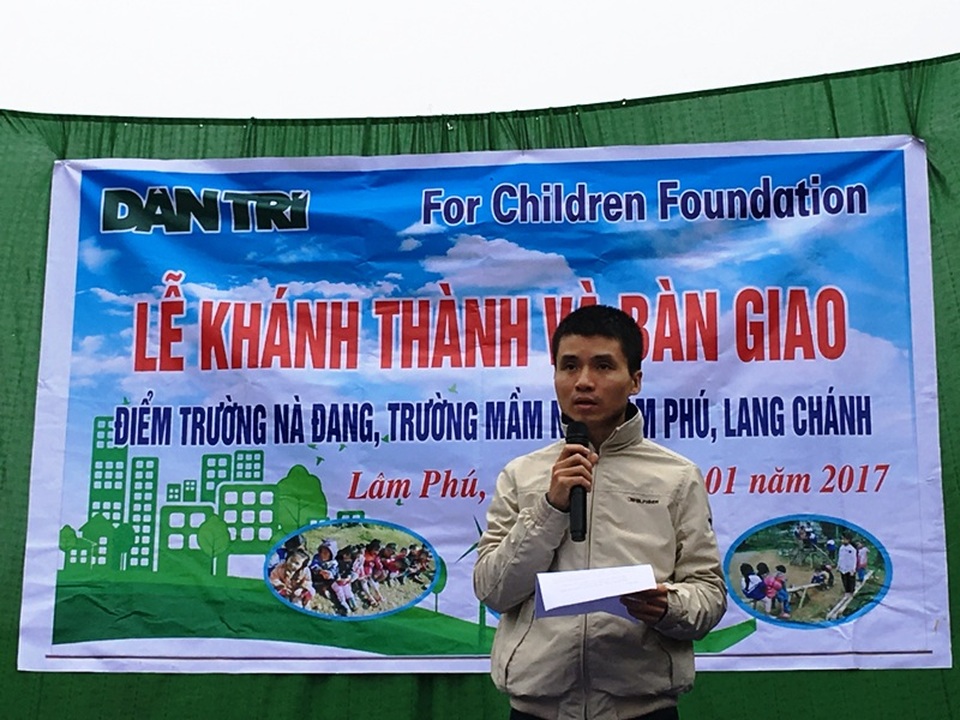 DÂN TRÍ
For Children Foundation
LỄ KHÁNH THÀNH VÀ BÀN GIAO
ĐIỂM TRƯỜNG NÀ ĐANG, TRƯỜNG MẦM PHÚ, LANG CHÁNH
Lâm Phú, 01 năm 2017